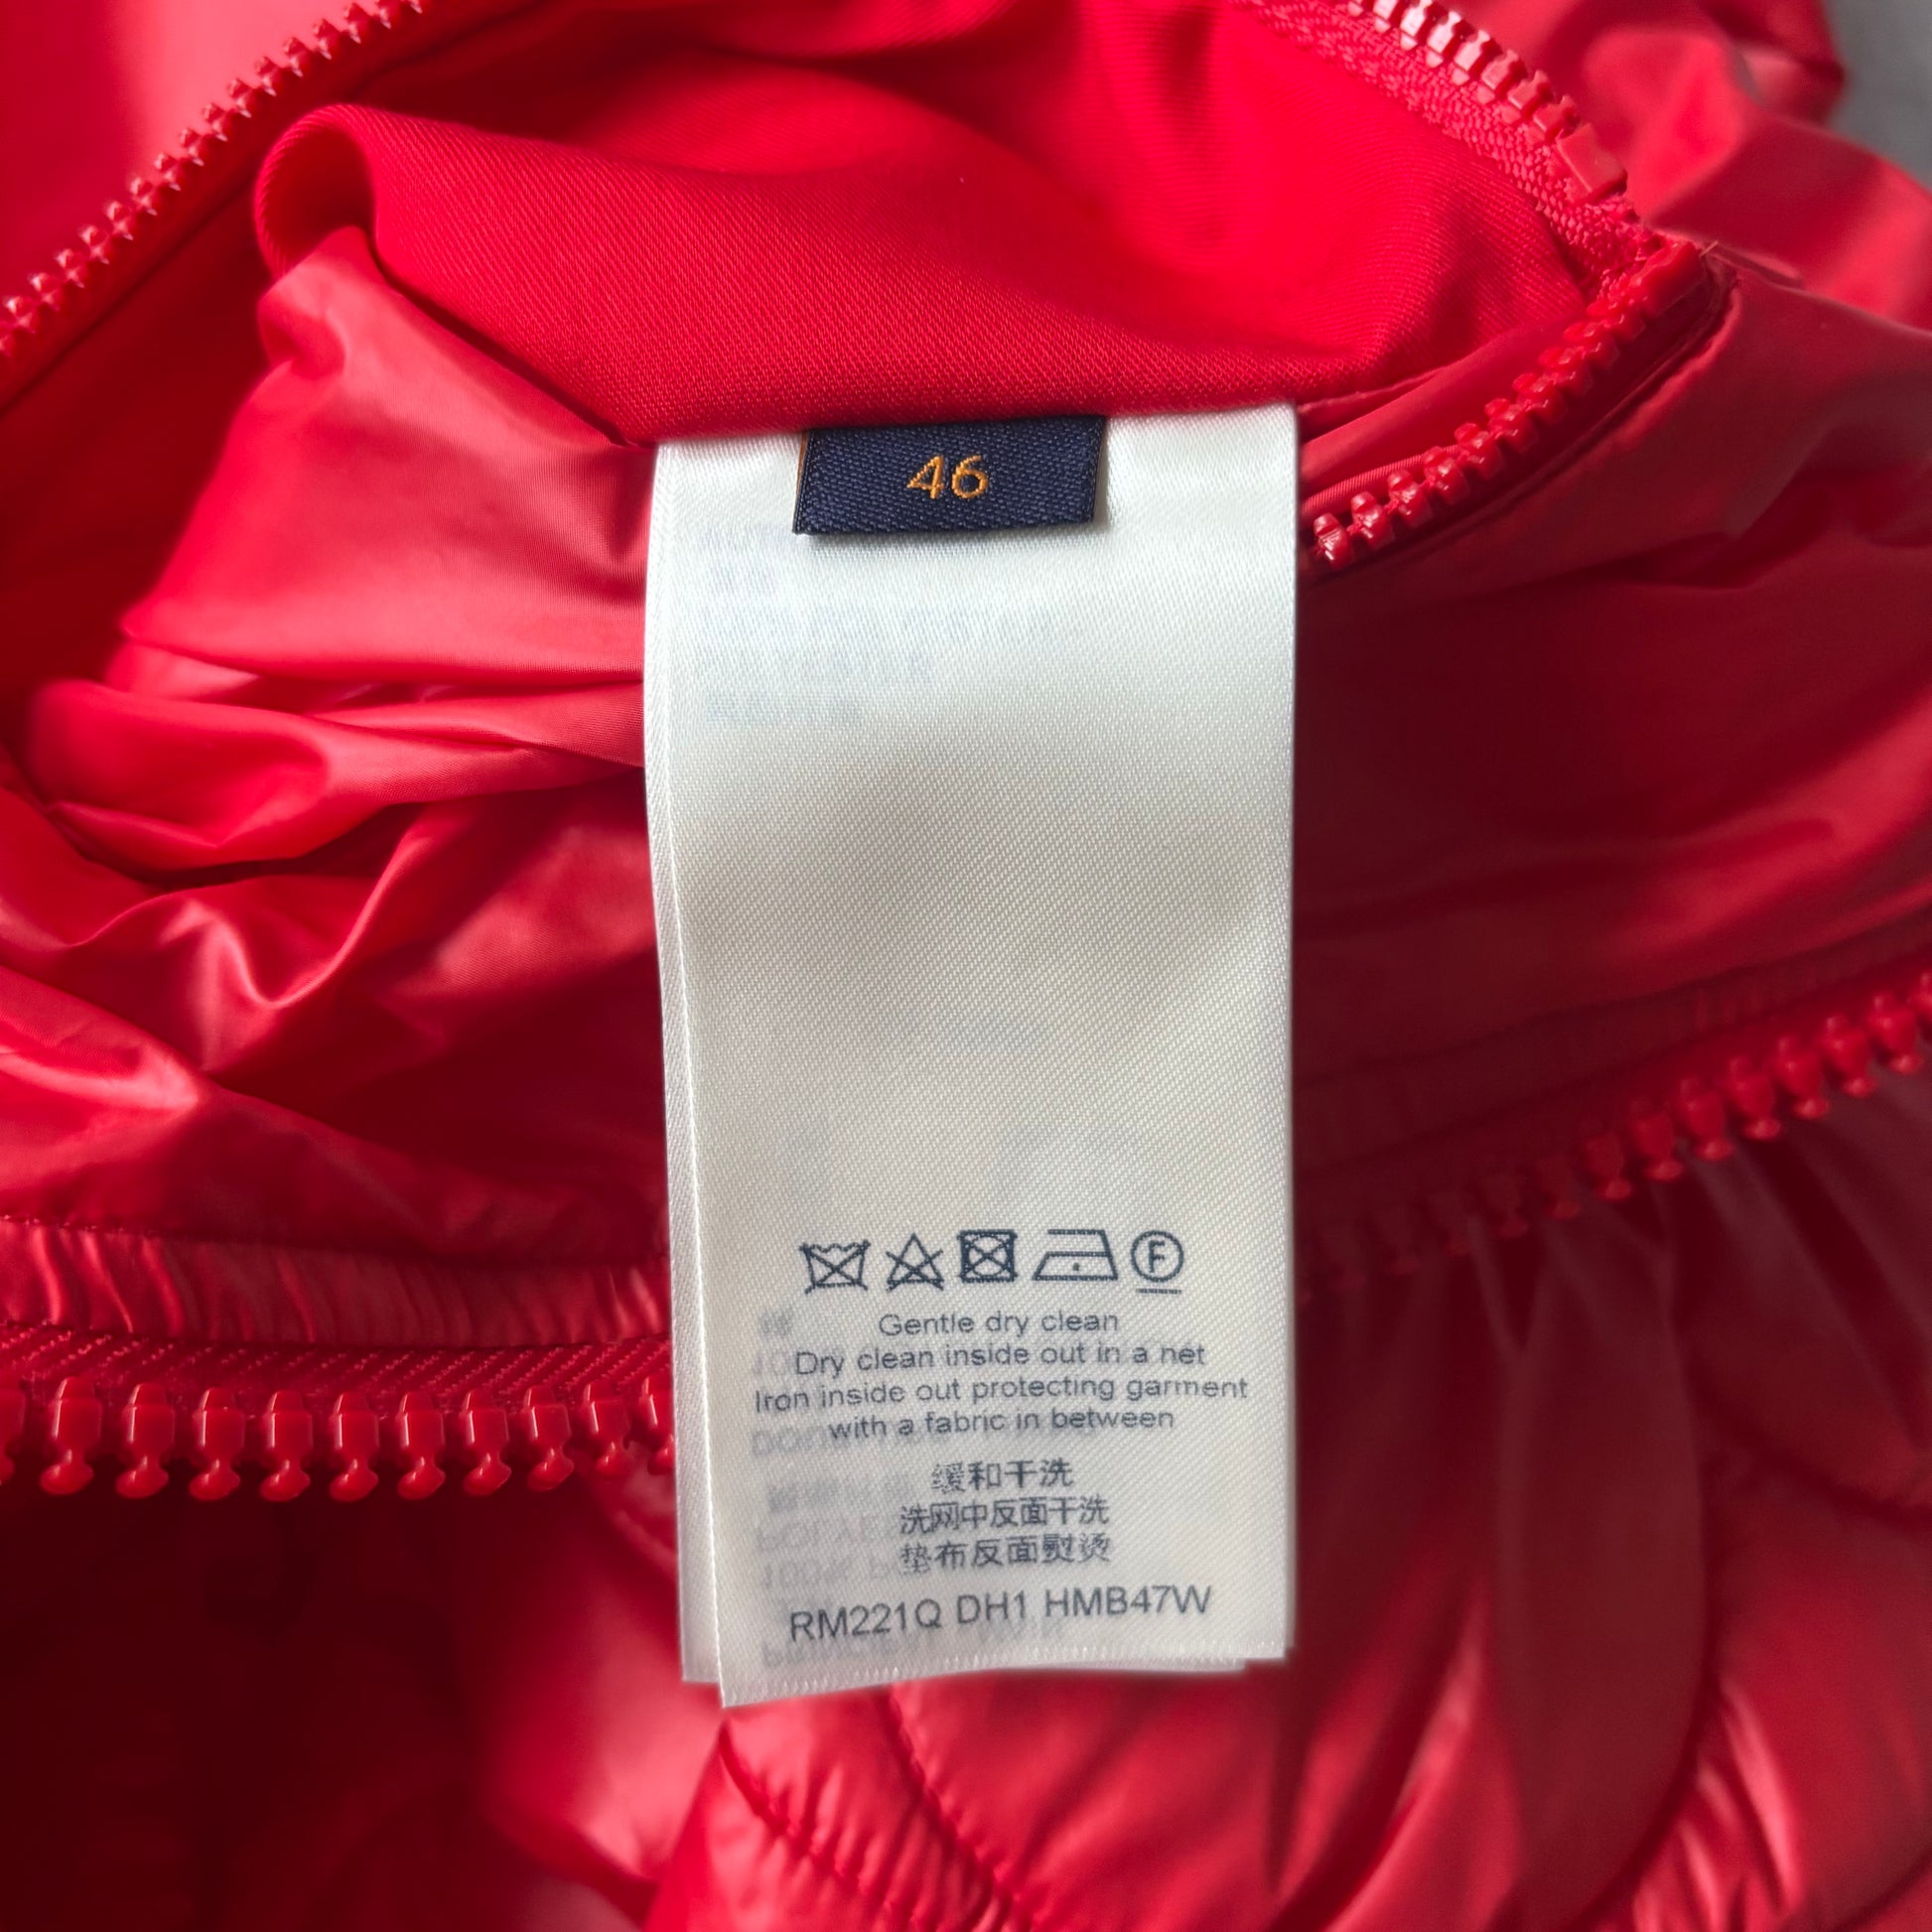 46
F
Gentle dry clean
Dry clean inside out in a net
Iron inside out protecting garment
with a fabric in between
缓和干洗
洗网中反面干洗
垫布反面熨烫
RM221Q DH1 HMB47W